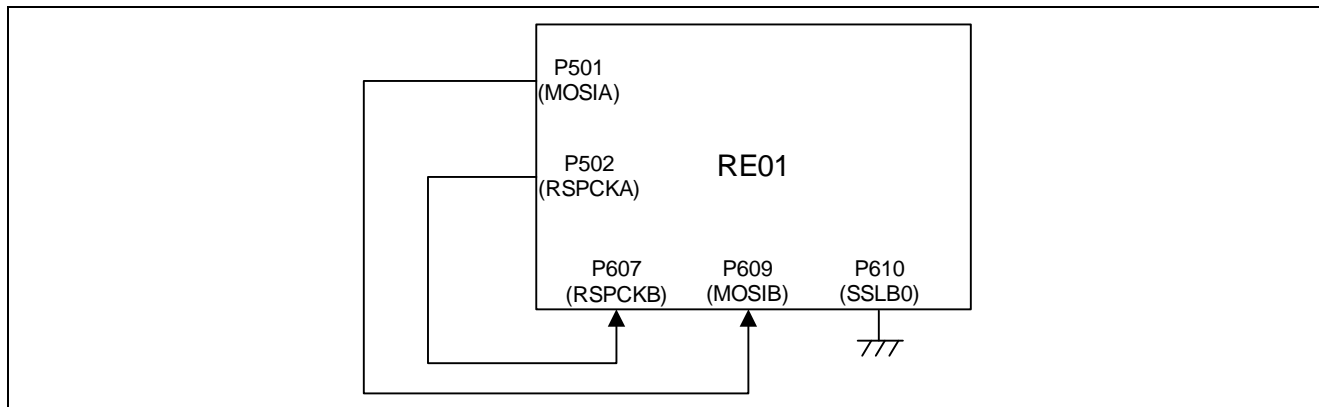 P501
(MOSIA)
P502
(RSPCKA)
RE01
P607
(RSPCKB)
P609
(MOSIB)
P610
(SSLB0)